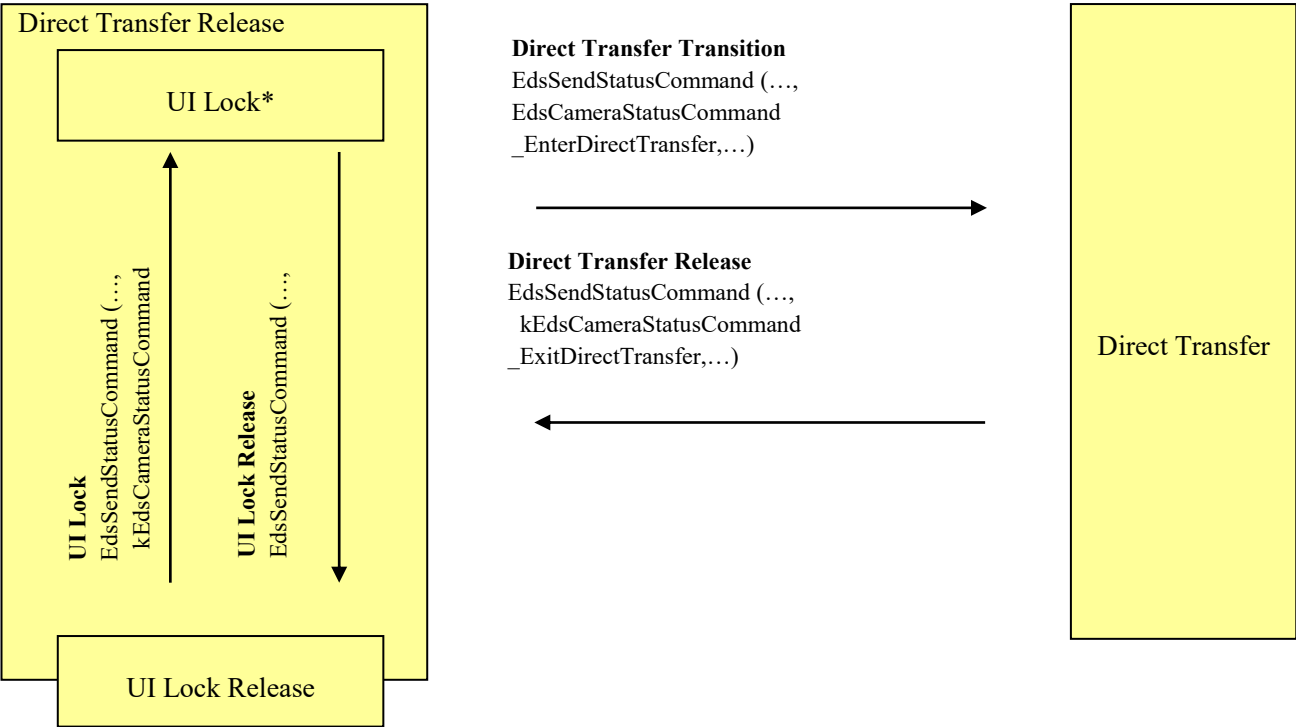 Direct Transfer Release
UI Lock*
UI Lock
EdsSendStatusCommand (…,
kEdsCameraStatusCommand
UI Lock Release
EdsSendStatusCommand (…,
UI Lock Release
Direct Transfer Transition
EdsSendStatusCommand (…,
EdsCameraStatusCommand
_EnterDirectTransfer,…)
Direct Transfer Release
EdsSendStatusCommand (…,
kEdsCameraStatusCommand
_ExitDirectTransfer,…)
Direct Transfer